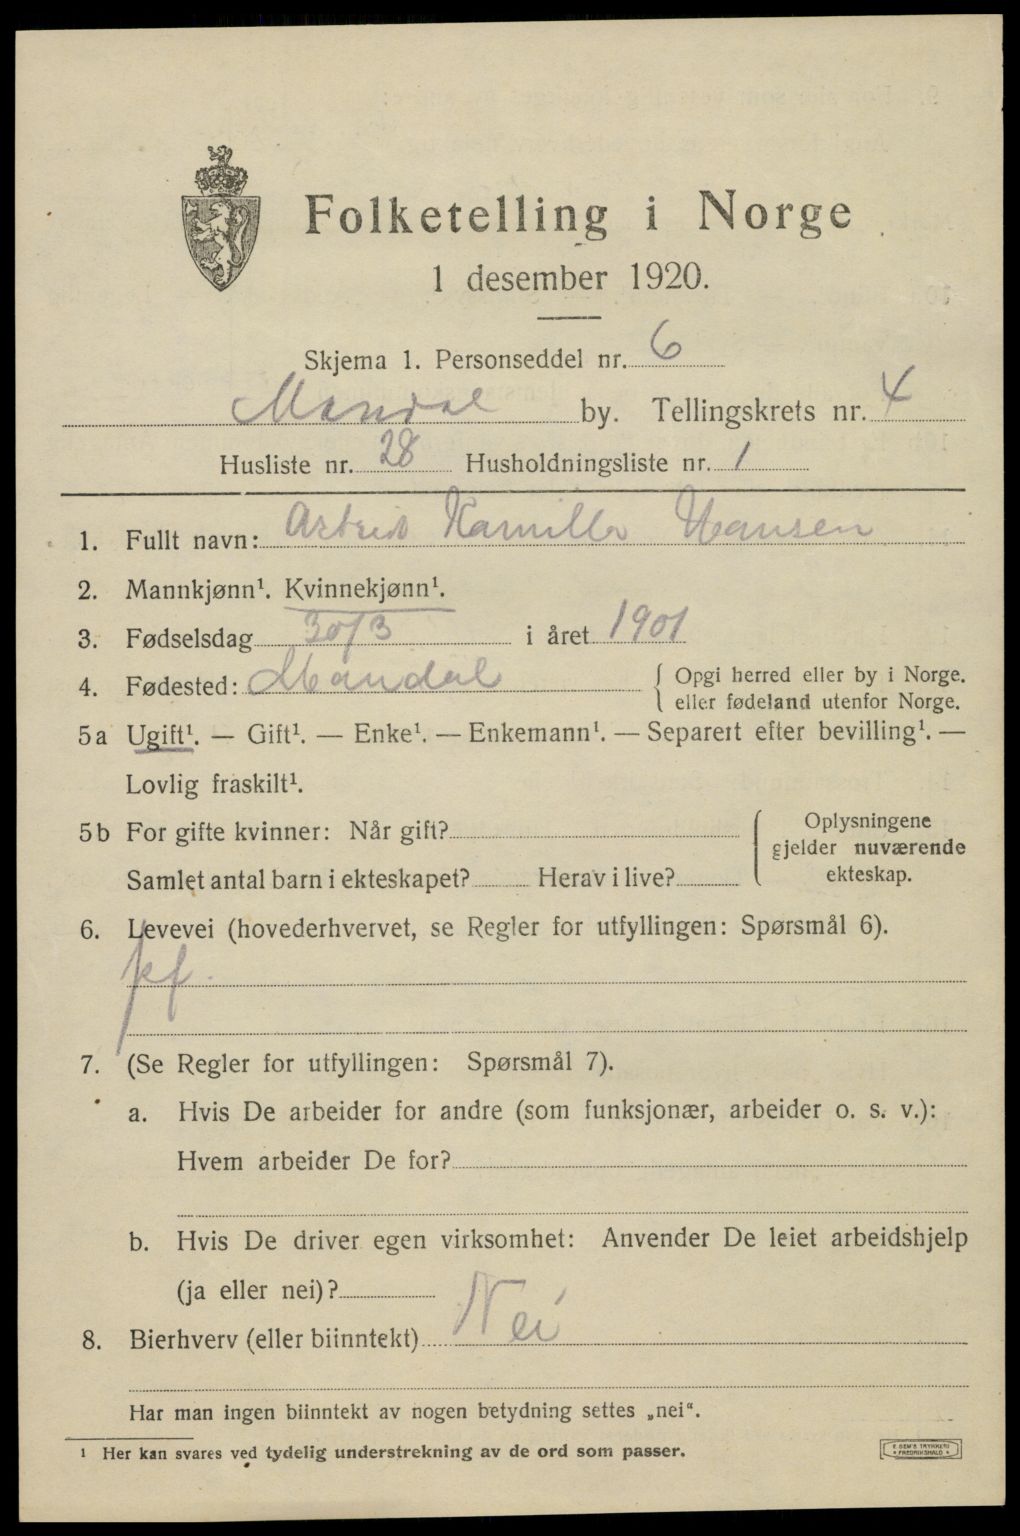 Folketelling i Norge
1 desember 1920.
Skjema 1. Personseddel nr. 6
Mandal by. Tellingskrets nr. 4
Husliste nr. 28 Husholdningsliste nr. 1
1. Fullt navn: Astrid Kamilla Hansen
2. Mannkjønn¹. Kvinnekjønn¹.
3. Fødselsdag 30/3 i året 1901
4. Fødested: Mandal { Opgi herred eller by i Norge.
eller fødeland utenfor Norge.
5a Ugift¹. — Gift¹. — Enke¹. — Enkemann¹. — Separert efter bevilling¹. —
Lovlig fraskilt¹.
5b For gifte kvinner: Når gift? { Oplysningene
gjelder nuværende
Samlet antal barn i ekteskapet? Herav i live? ekteskap.
6. Levevei (hovederhvervet, se Regler for utfyllingen: Spørsmål 6).
pf.
7. (Se Regler for utfyllingen: Spørsmål 7).
a. Hvis De arbeider for andre (som funksjonær, arbeider o. s. v.):
Hvem arbeider De for?
b. Hvis De driver egen virksomhet: Anvender De leiet arbeidshjelp
(ja eller nei)?
8. Bierhverv (eller biinntekt) Nei
Har man ingen biinntekt av nogen betydning settes „nei“.
¹ Her kan svares ved tydelig understrekning av de ord som passer.
E. SEM'S TRYKKERI
FREDRIKSHALD